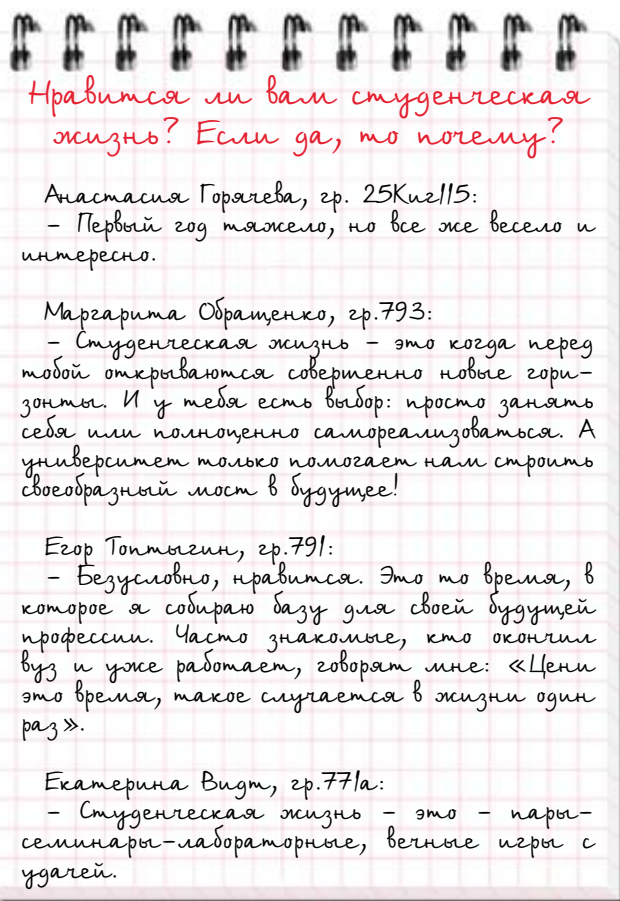 Нравится ли вам студенческая
жизнь? Если да, то почему?
Анастасия Горячева, гр. 25Киг115:
– Первый год тяжело, но все же весело и
интересно.
Маргарита Обращенко, гр.793:
– Студенческая жизнь – это когда перед
тобой открываются совершенно новые гори-
зонты. И у тебя есть выбор: просто занять
себя или полноценно самореализоваться. А
университет только помогает нам строить
своеобразный мост в будущее!
Егор Топтыгин, гр.791:
– Безусловно, нравится. Это то время, в
которое я собираю базу для своей будущей
профессии. Часто знакомые, кто окончил
вуз и уже работает, говорят мне: «Цени
это время, такое случается в жизни один
раз».
Екатерина Видт, гр.771а:
– Студенческая жизнь – это – пары-
семинары-лабораторные, вечные игры с
удачей.